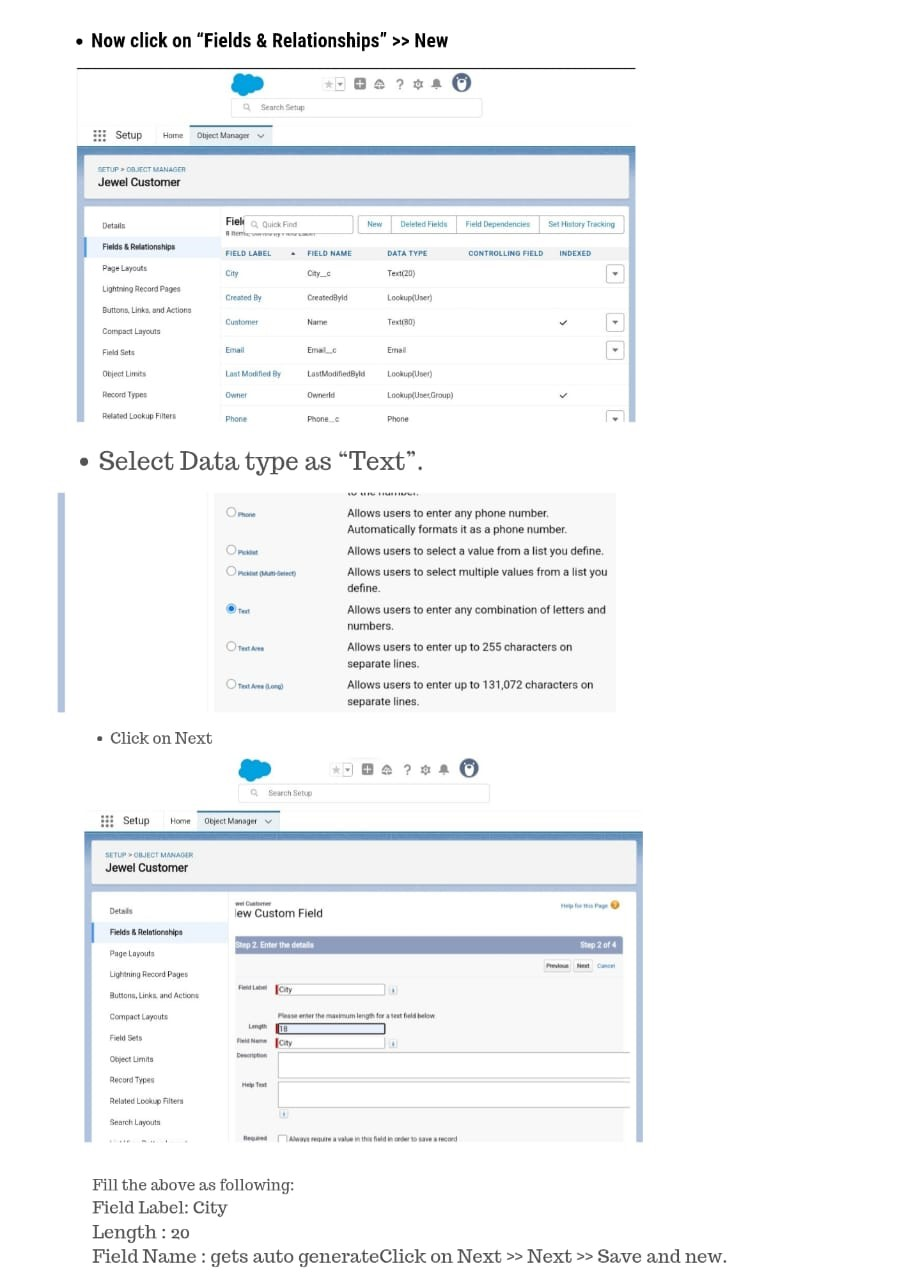 • Now click on “Fields & Relationships” >> New
Search Setup
Setup Home Object Manager
SETUP > OBJECT MANAGER
Jewel Customer
Details
Fields & Relationships
Page Layouts
Lightning Record Pages
Buttons, Links, and Actions
Compact Layouts
Field Sets
Object Limits
Record Types
Related Lookup Filters
Quick Find New Deleted Fields Field Dependencies Set History Tracking
FIELD LABEL FIELD NAME DATA TYPE CONTROLLING FIELD INDEXED
City City__c Text(20)
Created By CreatedById Lookup(User)
Customer Name Text(80)
Email Email__c Email
Last Modified By LastModifiedById Lookup(User)
Owner OwnerId Lookup(User,Group)
Phone Phone__c Phone
• Select Data type as “Text”.
to the number.
Phone Allows users to enter any phone number.
Automatically formats it as a phone number.
Picklist Allows users to select a value from a list you define.
Picklist (Multi-Select) Allows users to select multiple values from a list you
define.
Text Allows users to enter any combination of letters and
numbers.
Text Area Allows users to enter up to 255 characters on
separate lines.
Text Area (Long) Allows users to enter up to 131,072 characters on
separate lines.
• Click on Next
Search Setup
Setup Home Object Manager
SETUP > OBJECT MANAGER
Jewel Customer
Details
Fields & Relationships
Page Layouts
Lightning Record Pages
Buttons, Links, and Actions
Compact Layouts
Field Sets
Object Limits
Record Types
Related Lookup Filters
Search Layouts
wel Customer
ew Custom Field
Help for this Page
Step 2. Enter the details Step 2 of 4
Previous Next Cancel
Field Label City
Please enter the maximum length for a text field below.
Length 18
Field Name City
Description
Help Text
Required Always require a value in this field in order to save a record
Fill the above as following:
Field Label: City
Length : 20
Field Name : gets auto generateClick on Next >> Next >> Save and new.